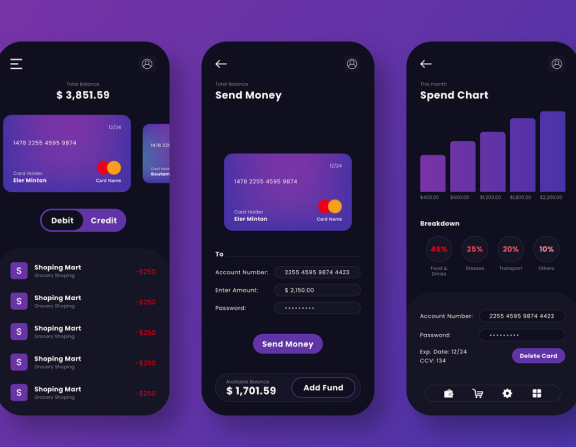 Total Balance
$ 3,851.59
12/24
1478 2255 4595 9874
Card Holder
Eler Minton
Card Name
1478 22
Card Hold
Goutam
Debit
Credit
S
Shoping Mart
Grocery Shoping
-$250
S
Shoping Mart
Grocery Shoping
-$250
S
Shoping Mart
Grocery Shoping
-$250
S
Shoping Mart
Grocery Shoping
-$250
S
Shoping Mart
Grocery Shoping
-$250
Total Balance
Send Money
12/24
1478 2255 4595 9874
Card Holder
Eler Minton
Card Name
To
Account Number:
2255 4595 9874 4423
Enter Amount:
$ 2,150.00
Password:
•••••••••
Send Money
Available Balance
$ 1,701.59
Add Fund
This month
Spend Chart
$400.00
$600.00
$1,200.00
$1,800.00
$2,200.00
Breakdown
45%
25%
20%
10%
Food &
Drinks
Dresses
Transport
Others
Account Number:
2255 4595 9874 4423
Password:
•••••••••
Exp. Date: 12/24
CCV: 134
Delete Card